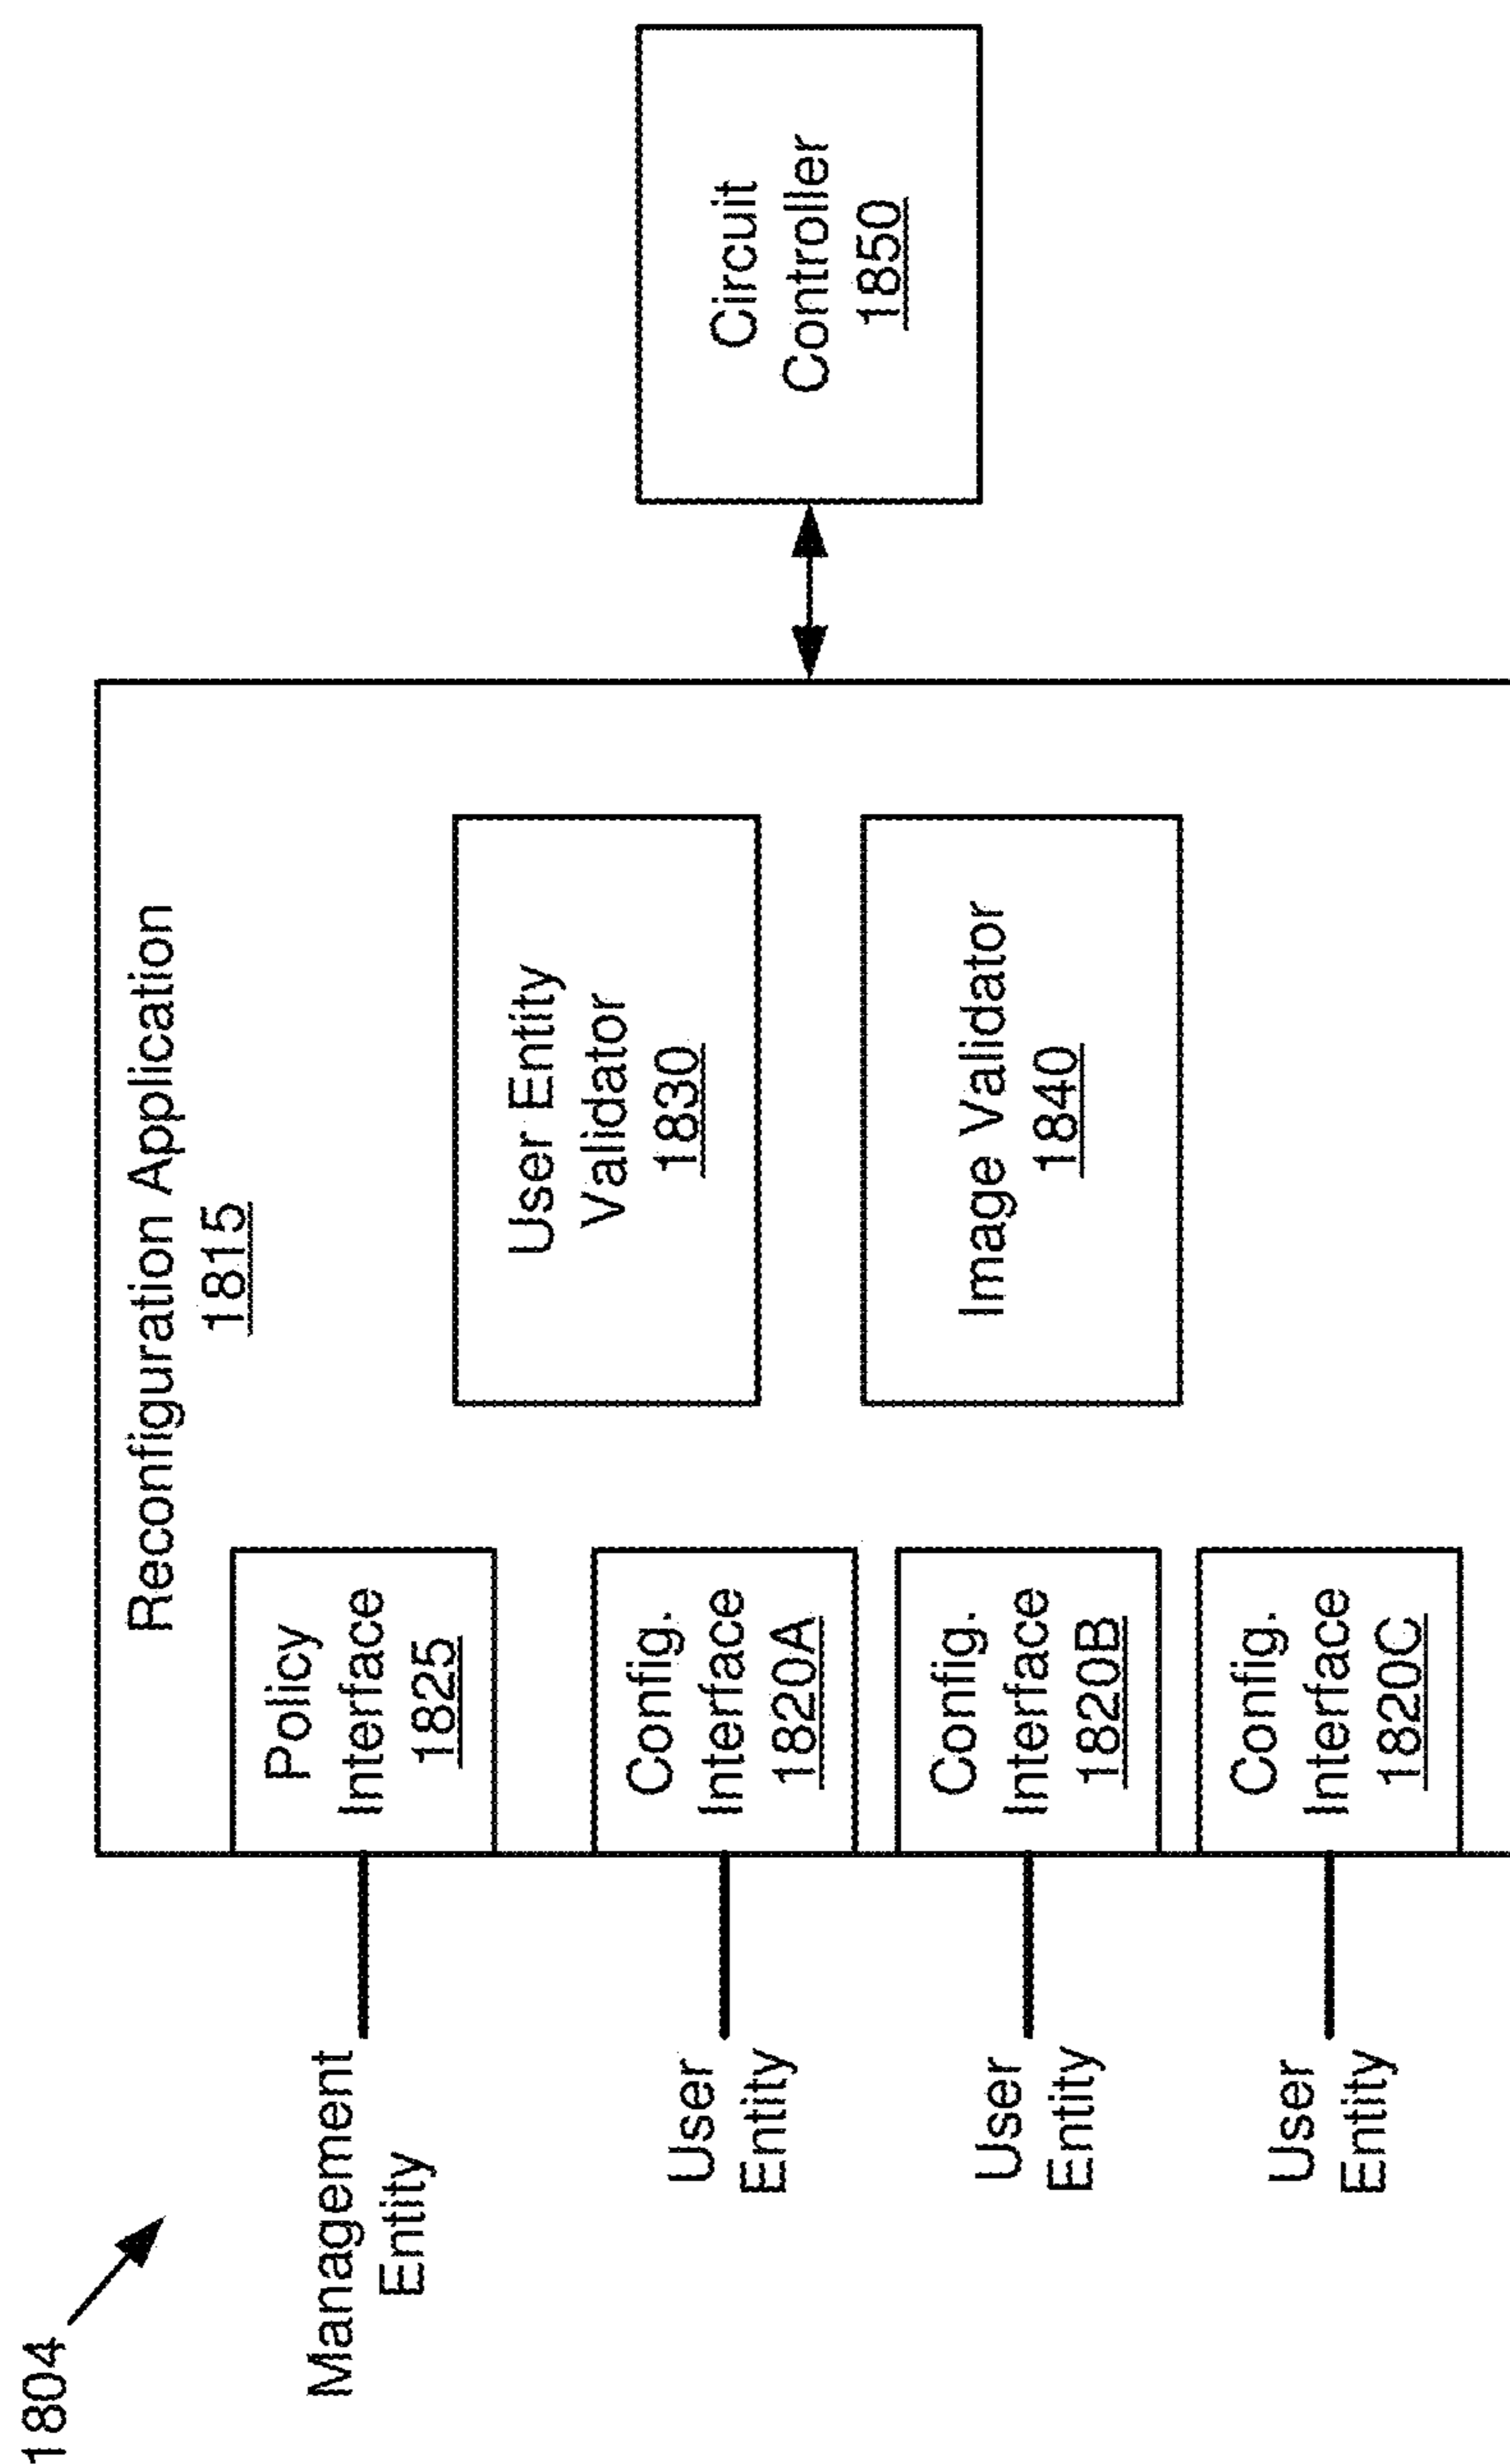 1804
Reconfiguration Application
1815
Management
Entity
Policy
Interface
1825
User Entity
Validator
1830
Circuit
Controller
1850
User
Entity
Config.
Interface
1820A
User
Entity
Config.
Interface
1820B
Image Validator
1840
User
Entity
Config.
Interface
1820C